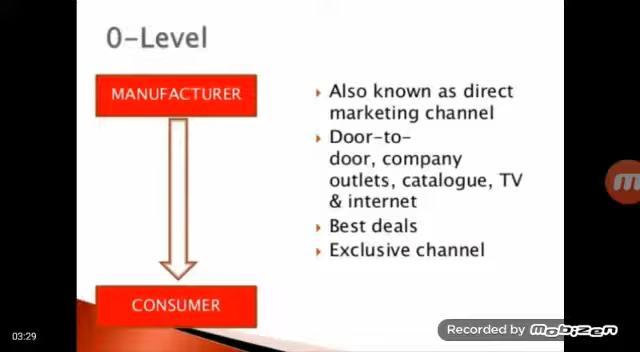 0-Level
MANUFACTURER
CONSUMER
Also known as direct
marketing channel
Door-to-
door, company
outlets, catalogue, TV
& internet
Best deals
Exclusive channel
03:29
Recorded by mobizen